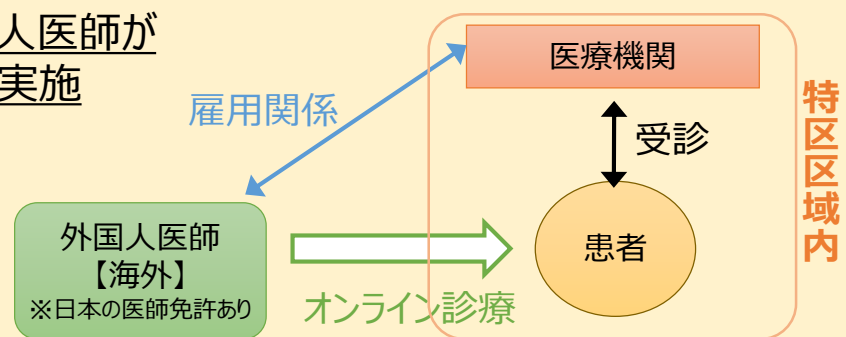 人医師が
実施
医療機関
雇用関係
受診
特区区域内
外国人医師
【海外】
※日本の医師免許あり
患者
オンライン診療